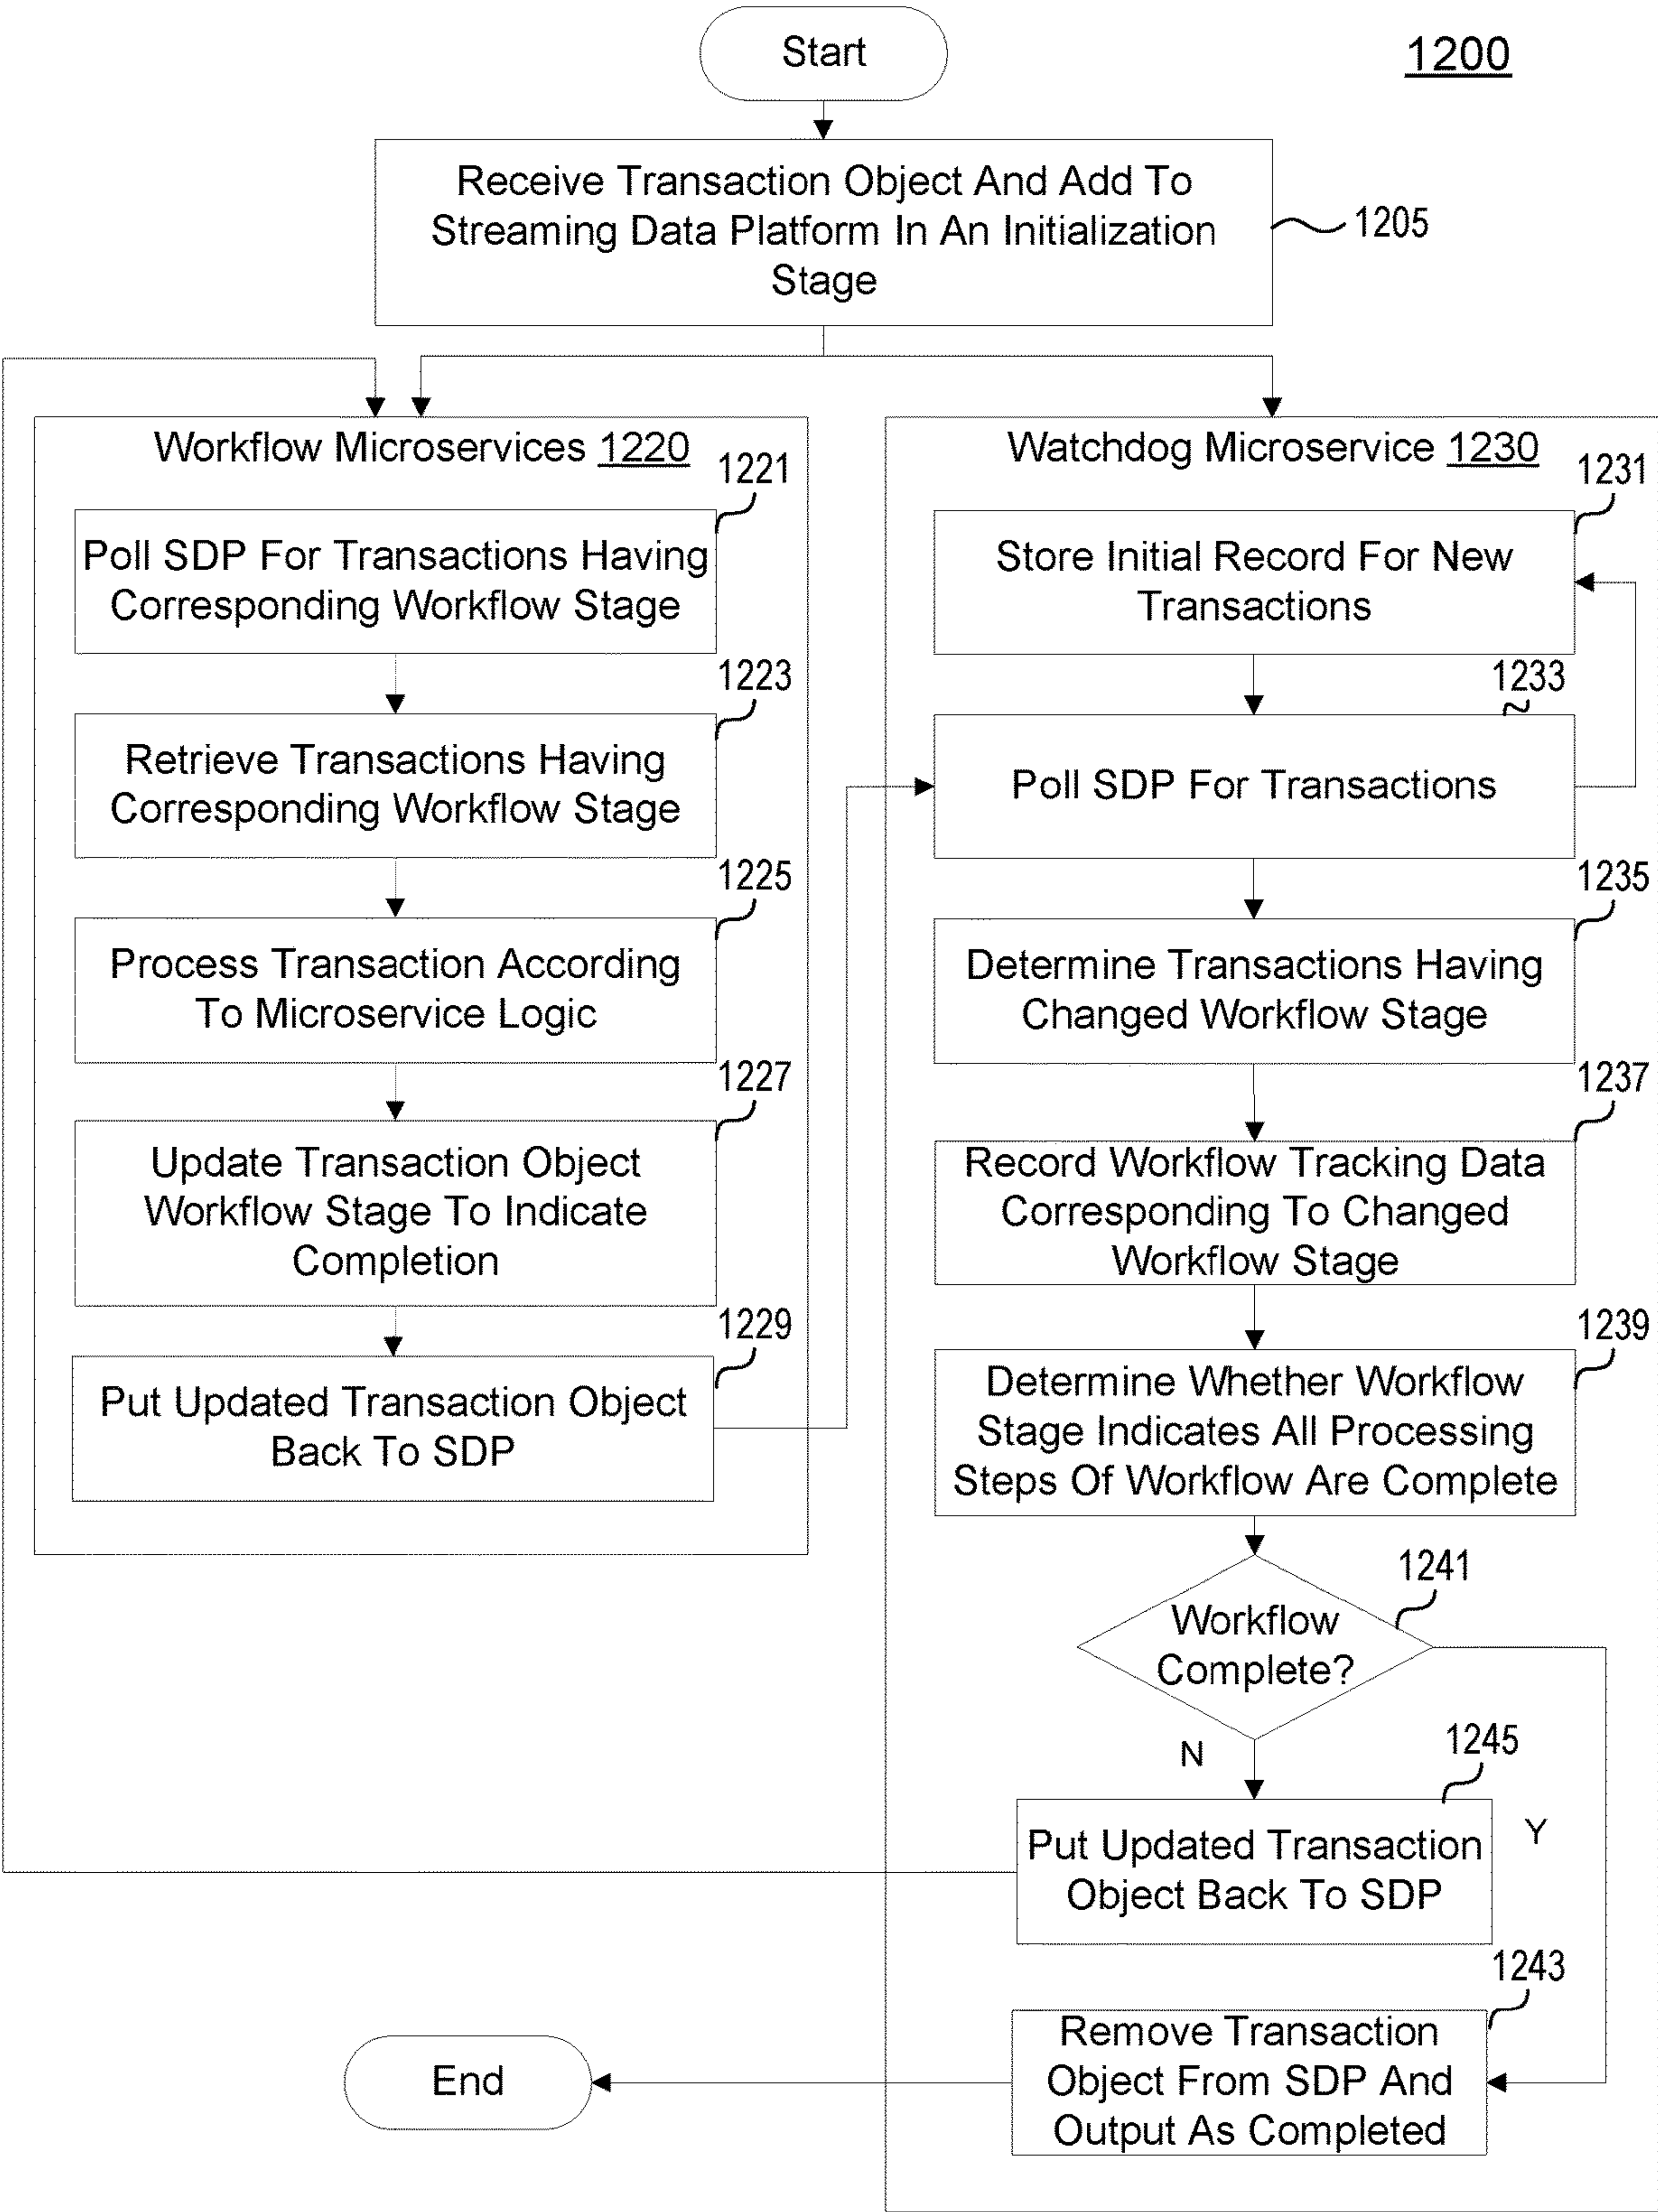 Start
1200
Receive Transaction Object And Add To
Streaming Data Platform In An Initialization
Stage
1205
Workflow Microservices 1220
1221
Poll SDP For Transactions Having
Corresponding Workflow Stage
1223
Retrieve Transactions Having
Corresponding Workflow Stage
1225
Process Transaction According
To Microservice Logic
1227
Update Transaction Object
Workflow Stage To Indicate
Completion
1229
Put Updated Transaction Object
Back To SDP
Watchdog Microservice 1230
1231
Store Initial Record For New
Transactions
1233
Poll SDP For Transactions
1235
Determine Transactions Having
Changed Workflow Stage
1237
Record Workflow Tracking Data
Corresponding To Changed
Workflow Stage
1239
Determine Whether Workflow
Stage Indicates All Processing
Steps Of Workflow Are Complete
1241
Workflow
Complete?
N
1245
Y
Put Updated Transaction
Object Back To SDP
1243
Remove Transaction
Object From SDP And
Output As Completed
End